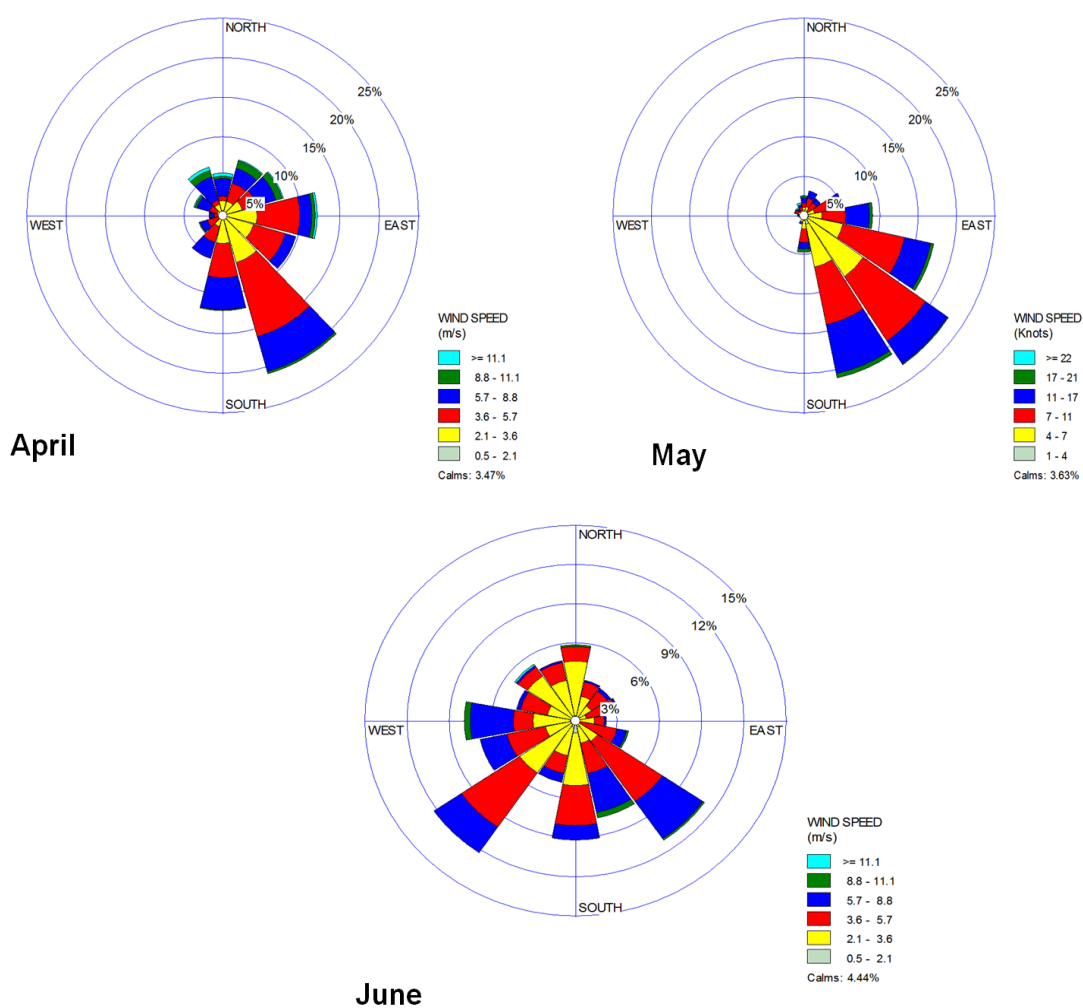 NORTH
25%
20%
15%
10%
5%
WEST
EAST
SOUTH
WIND SPEED
(m/s)
>= 11.1
8.8 - 11.1
5.7 - 8.8
3.6 - 5.7
2.1 - 3.6
0.5 - 2.1
Calms: 3.47%
April
NORTH
25%
20%
15%
10%
5%
WEST
EAST
SOUTH
WIND SPEED
(Knots)
>= 22
17 - 21
11 - 17
7 - 11
4 - 7
1 - 4
Calms: 3.63%
May
NORTH
15%
12%
9%
6%
3%
WEST
EAST
SOUTH
WIND SPEED
(m/s)
>= 11.1
8.8 - 11.1
5.7 - 8.8
3.6 - 5.7
2.1 - 3.6
0.5 - 2.1
Calms: 4.44%
June